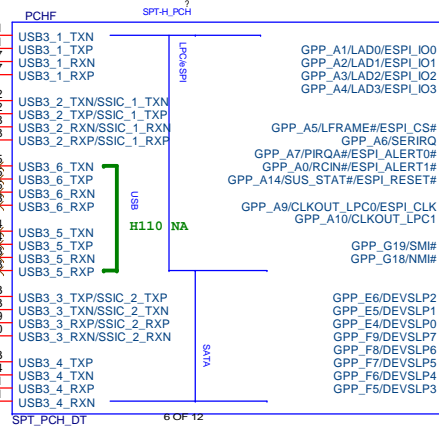 ?
PCHF
SPT-H_PCH
USB3_1_TXN
USB3_1_TXP
USB3_1_RXN
USB3_1_RXP
USB3_2_TXN/SSIC_1_TXN
USB3_2_TXP/SSIC_1_TXP
USB3_2_RXN/SSIC_1_RXN
USB3_2_RXP/SSIC_1_RXP
USB3_6_TXN
USB3_6_TXP
USB3_6_RXN
USB3_6_RXP
USB3_5_TXN
USB3_5_TXP
USB3_5_RXN
USB3_5_RXP
USB3_3_TXP/SSIC_2_TXP
USB3_3_TXN/SSIC_2_TXN
USB3_3_RXP/SSIC_2_RXP
USB3_3_RXN/SSIC_2_RXN
USB3_4_TXP
USB3_4_TXN
USB3_4_RXP
USB3_4_RXN
H110 NA
USB
LPC/eSPI
SATA
GPP_A1/LAD0/ESPI_IO0
GPP_A2/LAD1/ESPI_IO1
GPP_A3/LAD2/ESPI_IO2
GPP_A4/LAD3/ESPI_IO3
GPP_A5/LFRAME#/ESPI_CS#
GPP_A6/SERIRQ
GPP_A7/PIRQA#/ESPI_ALERT0#
GPP_A0/RCIN#/ESPI_ALERT1#
GPP_A14/SUS_STAT#/ESPI_RESET#
GPP_A9/CLKOUT_LPC0/ESPI_CLK
GPP_A10/CLKOUT_LPC1
GPP_G19/SMI#
GPP_G18/NMI#
GPP_E6/DEVSLP2
GPP_E5/DEVSLP1
GPP_E4/DEVSLP0
GPP_F9/DEVSLP7
GPP_F8/DEVSLP6
GPP_F7/DEVSLP5
GPP_F6/DEVSLP4
GPP_F5/DEVSLP3
SPT_PCH_DT
6 OF 12